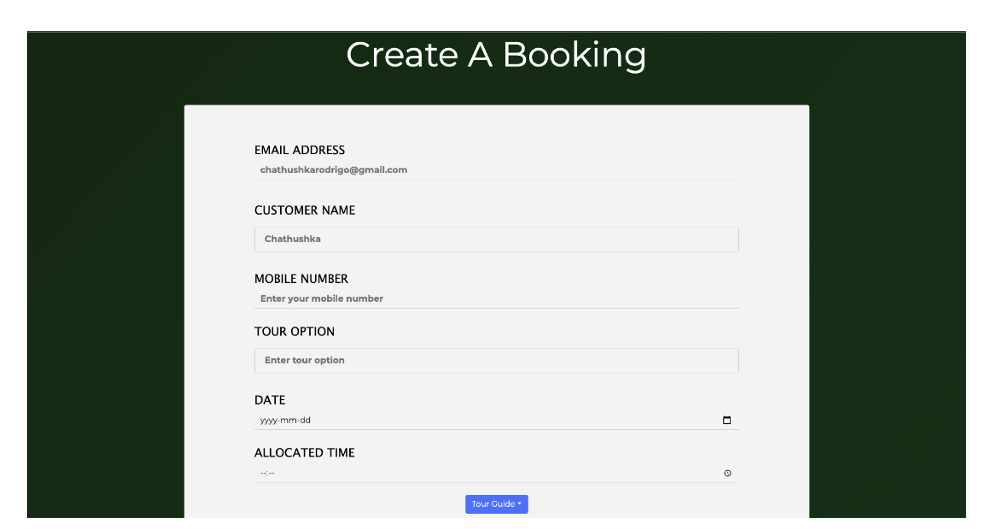 Create A Booking
EMAIL ADDRESS
chathushkarodrigo@gmail.com
CUSTOMER NAME
Chathushka
MOBILE NUMBER
Enter your mobile number
TOUR OPTION
Enter tour option
DATE
yyyy-mm-dd
ALLOCATED TIME
--:--
Tour Guide